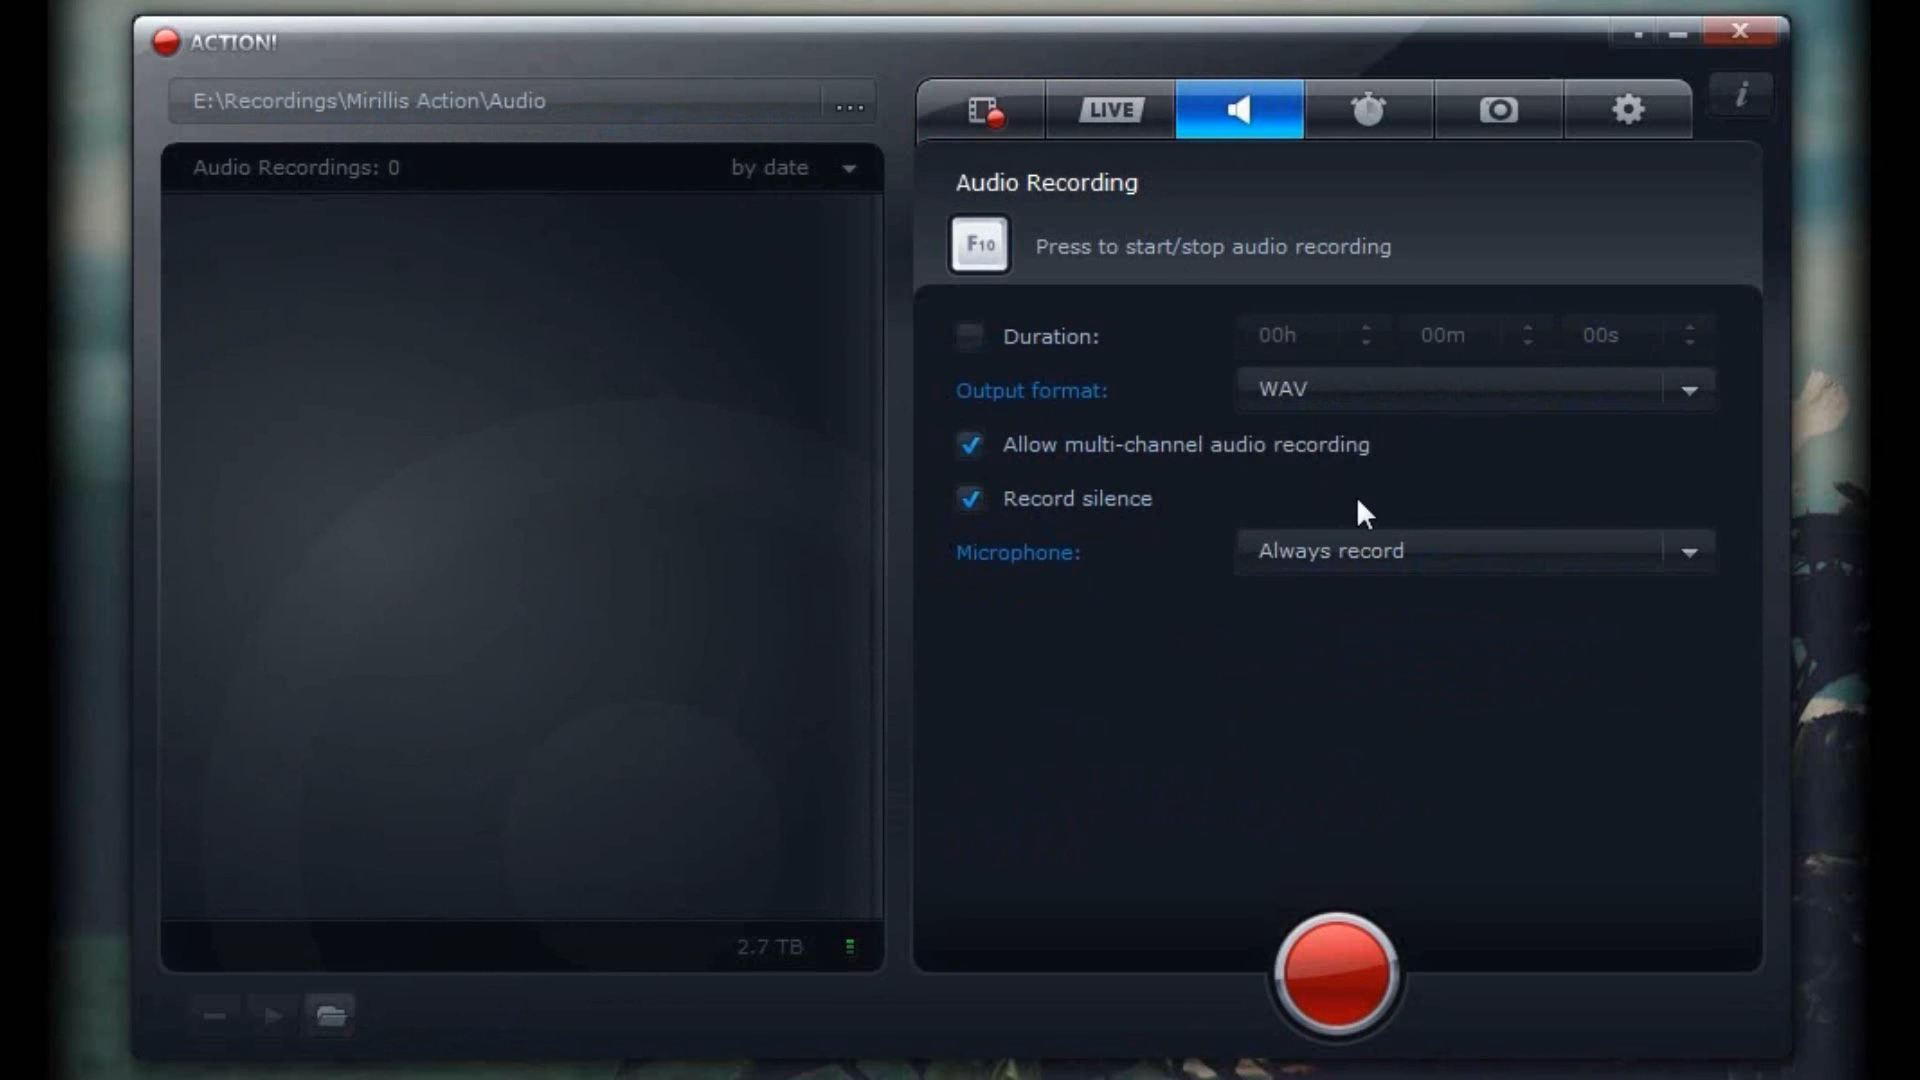 ACTION!
E:\Recordings\Mirillis Action\Audio
...
Audio Recordings: 0
by date
2.7 TB
LIVE
i
Audio Recording
F10
Press to start/stop audio recording
Duration:
00h
00m
00s
Output format:
WAV
Allow multi-channel audio recording
Record silence
Microphone:
Always record